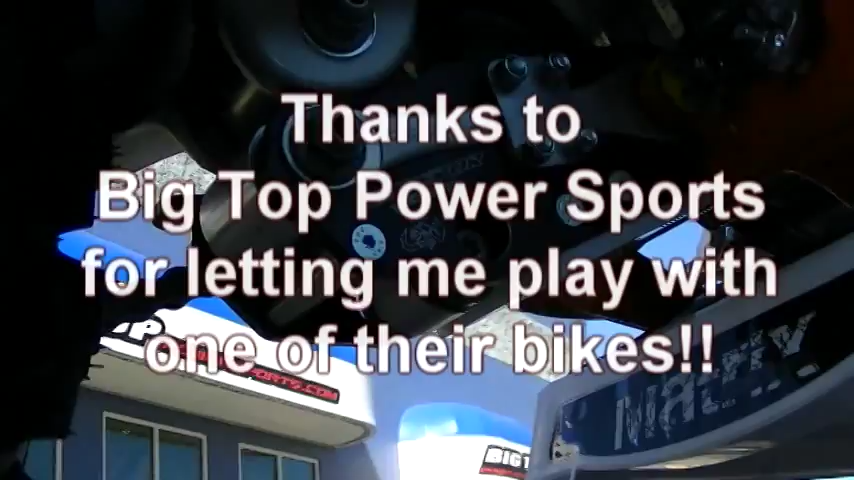 Thanks to
Big Top Power Sports
for letting me play with
one of their bikes!!